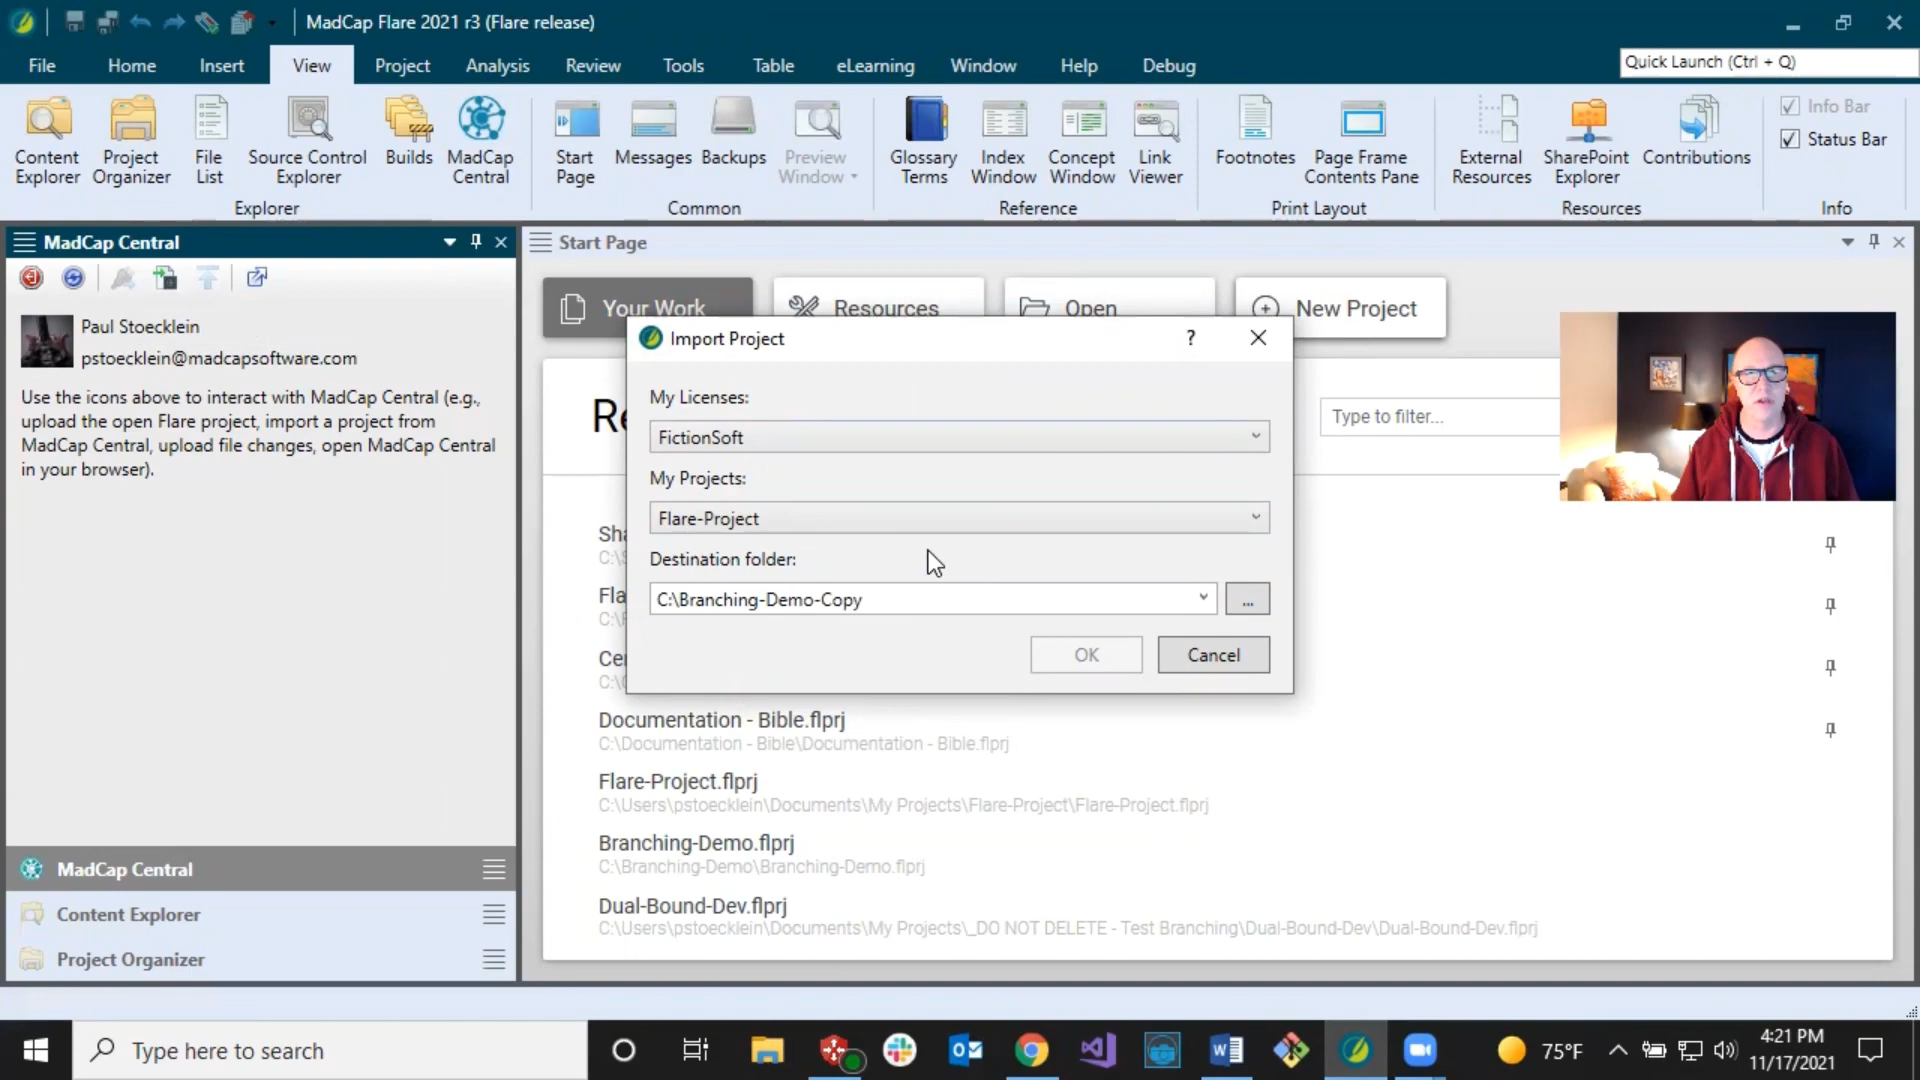 MadCap Flare 2021 r3 (Flare release)
File Home Insert View Project Analysis Review Tools Table eLearning Window Help Debug
Quick Launch (Ctrl + Q)
Content Explorer
Project Organizer
File List
Source Control Explorer
Builds
MadCap Central
Explorer
Start Page
Messages
Backups
Preview Window
Common
Glossary Terms
Index Window
Concept Window
Link Viewer
Reference
Footnotes
Page Frame Contents Pane
Print Layout
External Resources
SharePoint Explorer
Contributions
Resources
Info Bar
Status Bar
Info
MadCap Central
Paul Stoecklein
pstoecklein@madcapsoftware.com
Use the icons above to interact with MadCap Central (e.g.,
upload the open Flare project, import a project from
MadCap Central, upload file changes, open MadCap Central
in your browser).
MadCap Central
Content Explorer
Project Organizer
Start Page
Your Work
Resources
Open
New Project
Type to filter...
Import Project
?
My Licenses:
FictionSoft
My Projects:
Flare-Project
Destination folder:
C:\Branching-Demo-Copy
...
OK
Cancel
Documentation - Bible.flprj
C:\Documentation - Bible\Documentation - Bible.flprj
Flare-Project.flprj
C:\Users\pstoecklein\Documents\My Projects\Flare-Project\Flare-Project.flprj
Branching-Demo.flprj
C:\Branching-Demo\Branching-Demo.flprj
Dual-Bound-Dev.flprj
C:\Users\pstoecklein\Documents\My Projects\_DO NOT DELETE - Test Branching\Dual-Bound-Dev\Dual-Bound-Dev.flprj
Type here to search
75°F
4:21 PM
11/17/2021